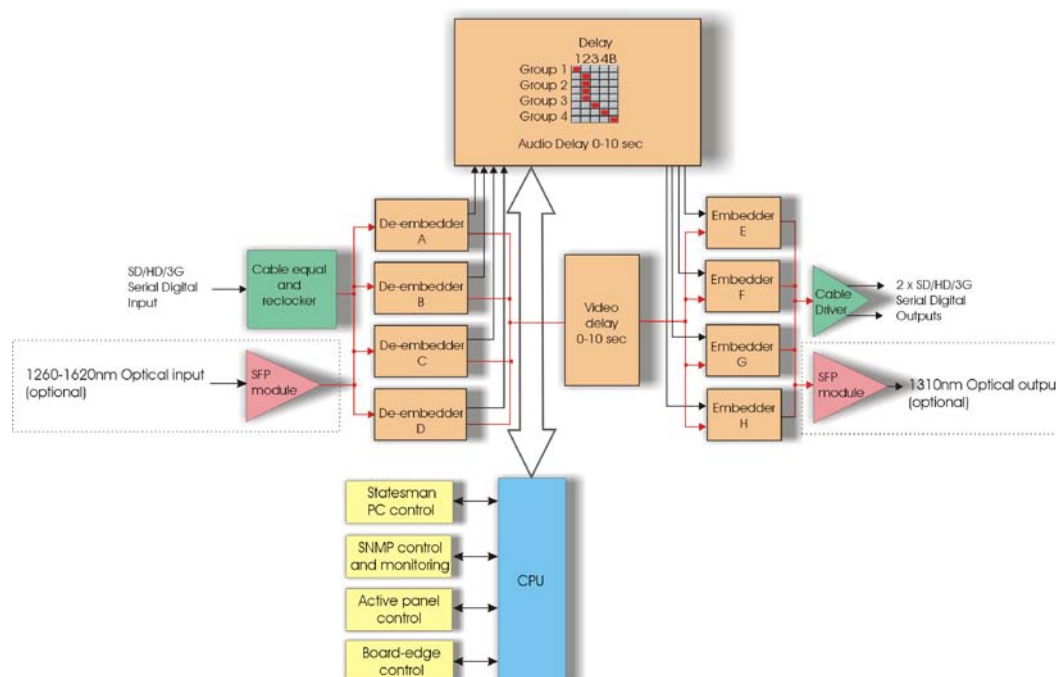 Delay
1234B
Group 1
Group 2
Group 3
Group 4
Audio Delay 0-10 sec
De-embedder
A
De-embedder
B
De-embedder
C
De-embedder
D
SD/HD/3G
Serial Digital
Input
Cable equal
and
reclocker
1260-1620nm Optical input
(optional)
SFP
module
Video
delay
0-10 sec
Embedder
E
Embedder
F
Embedder
G
Embedder
H
Cable
Driver
2 x SD/HD/3G
Serial Digital
Outputs
SFP
module
1310nm Optical output
(optional)
Statesman
PC control
SNMP control
and monitoring
Active panel
control
Board-edge
control
CPU